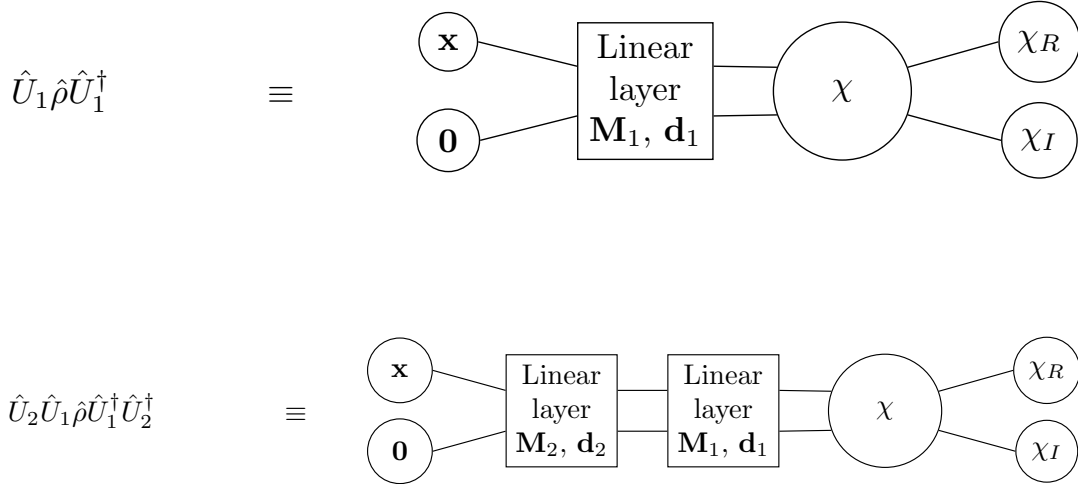 x
Linear
layer
M₁, d₁
0
Û₁ρ̂Û₁†
≡
χ
χ_R
χ_I
x
Linear
layer
M₂, d₂
0
Linear
layer
M₁, d₁
Û₂Û₁ρ̂Û₁†Û₂†
≡
χ
χ_R
χ_I